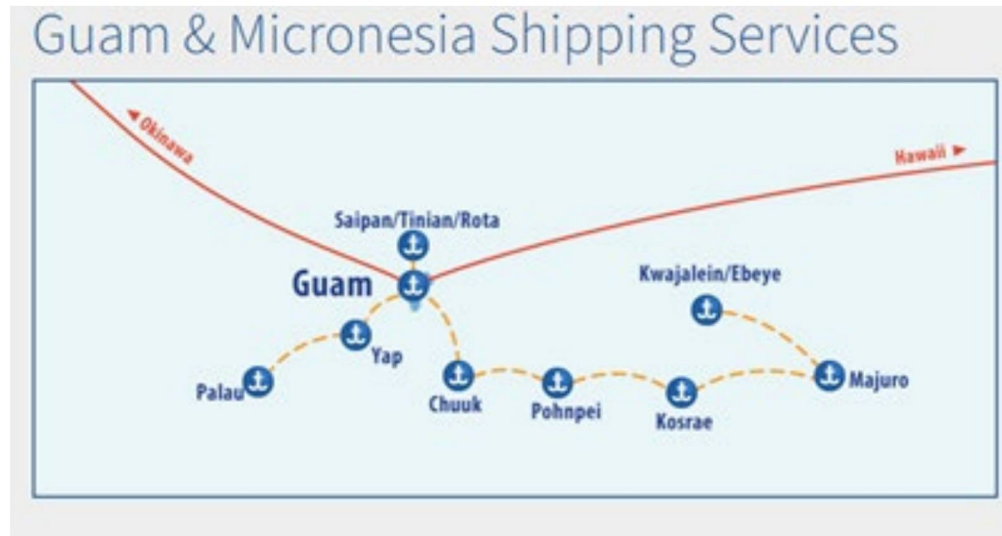 Guam & Micronesia Shipping Services
Okinawa
Hawaii
Saipan/Tinian/Rota
Guam
Kwajalein/Ebeye
Yap
Palau
Chuuk
Pohnpei
Kosrae
Majuro